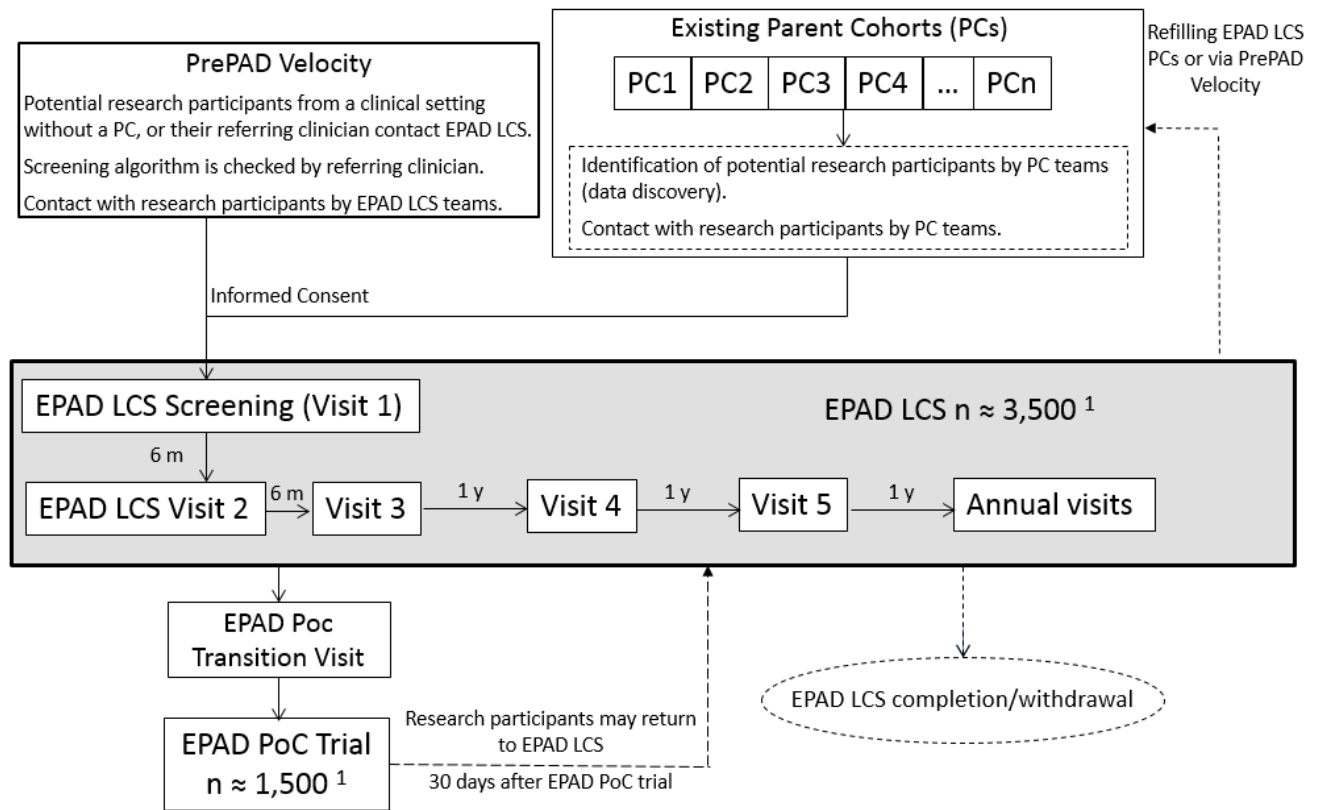 PrePAD Velocity
Potential research participants from a clinical setting
without a PC, or their referring clinician contact EPAD LCS.
Screening algorithm is checked by referring clinician.
Contact with research participants by EPAD LCS teams.
Existing Parent Cohorts (PCs)
PC1 PC2 PC3 PC4 ... PCn
Identification of potential research participants by PC teams
(data discovery).
Contact with research participants by PC teams.
Refilling EPAD LCS
PCs or via PrePAD
Velocity
Informed Consent
EPAD LCS Screening (Visit 1)
EPAD LCS n ≈ 3,500 ¹
6 m
EPAD LCS Visit 2
6 m
Visit 3
1 y
Visit 4
1 y
Visit 5
1 y
Annual visits
EPAD Poc
Transition Visit
EPAD PoC Trial
n ≈ 1,500 ¹
Research participants may return
to EPAD LCS
30 days after EPAD PoC trial
EPAD LCS completion/withdrawal